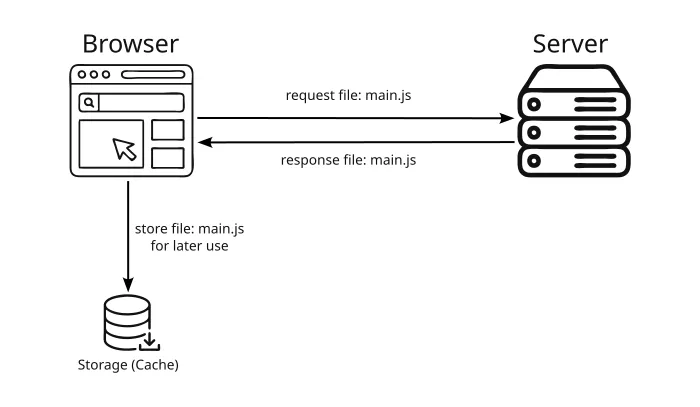 Browser
Server
request file: main.js
response file: main.js
store file: main.js
for later use
Storage (Cache)